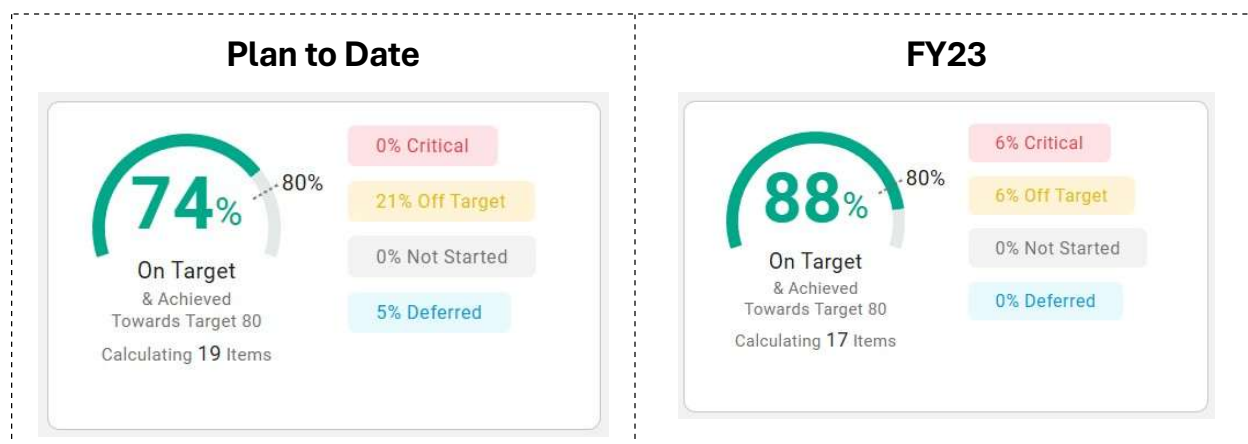 Plan to Date
74%
80%
On Target
& Achieved
Towards Target 80
Calculating 19 Items
0% Critical
21% Off Target
0% Not Started
5% Deferred
FY23
88%
80%
On Target
& Achieved
Towards Target 80
Calculating 17 Items
6% Critical
6% Off Target
0% Not Started
0% Deferred